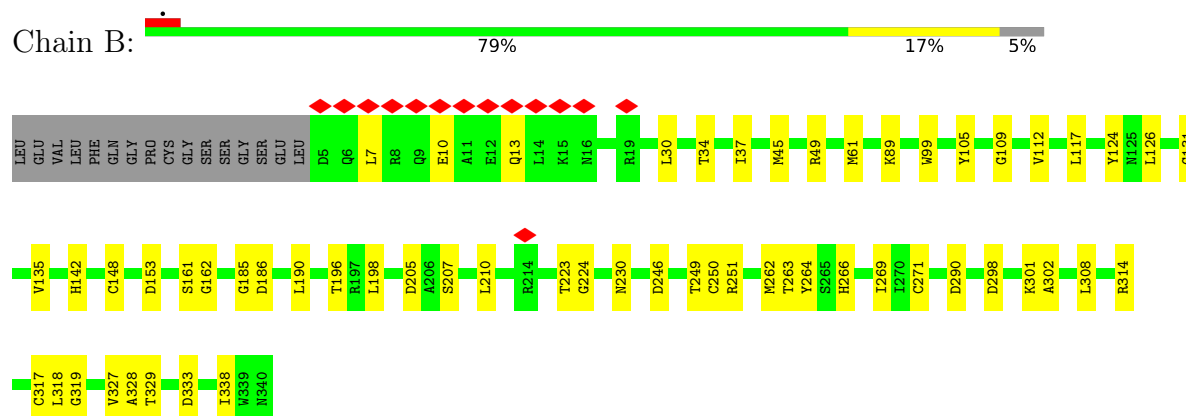 Chain B:
79% 17% 5%
LEU GLU VAL LEU PHE GLN GLY PRO CYS GLY SER SER GLY SER GLU LEU D5 Q6 L7 R8 Q9 E10 A11 E12 Q13 L14 K15 N16 R19 L30 T34 I37 M45 R49 M61 K89 W99 Y105 G109 V112 L117 Y124 N125 L126
V135 H142 C148 D153 S161 G162 G185 D186 L190 T196 R197 L198 D205 A206 S207 L210 R214 T223 G224 N230 D246 T249 C250 R251 M262 T263 Y264 S265 H266 I269 I270 C271 D290 D298 K301 A302 L308 R314
C317 L318 G319 V327 A328 T329 D333 I338 W339 N340